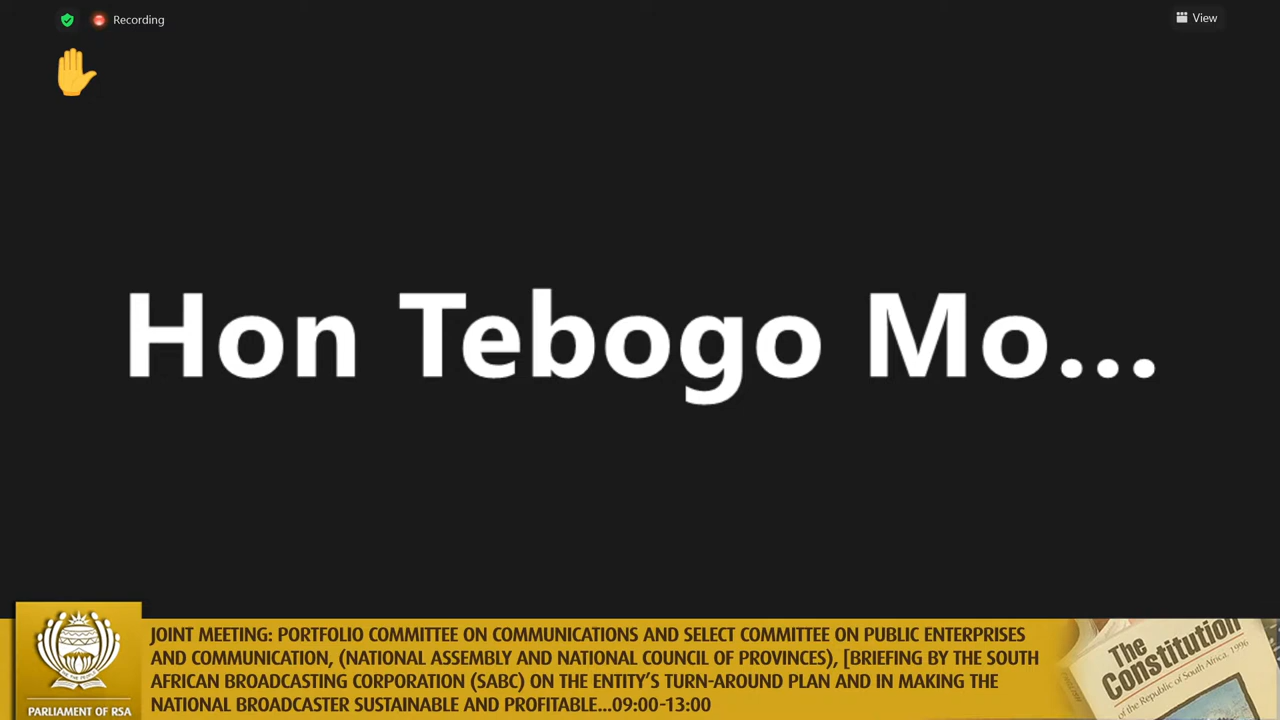 Recording
View
Hon Tebogo Mo...
JOINT MEETING: PORTFOLIO COMMITTEE ON COMMUNICATIONS AND SELECT COMMITTEE ON PUBLIC ENTERPRISES
AND COMMUNICATION, (NATIONAL ASSEMBLY AND NATIONAL COUNCIL OF PROVINCES), [BRIEFING BY THE SOUTH
AFRICAN BROADCASTING CORPORATION (SABC) ON THE ENTITY'S TURN-AROUND PLAN AND IN MAKING THE
NATIONAL BROADCASTER SUSTAINABLE AND PROFITABLE...09:00-13:00
PARLIAMENT OF RSA
The
Constitution
of the Republic of South Africa, 1996